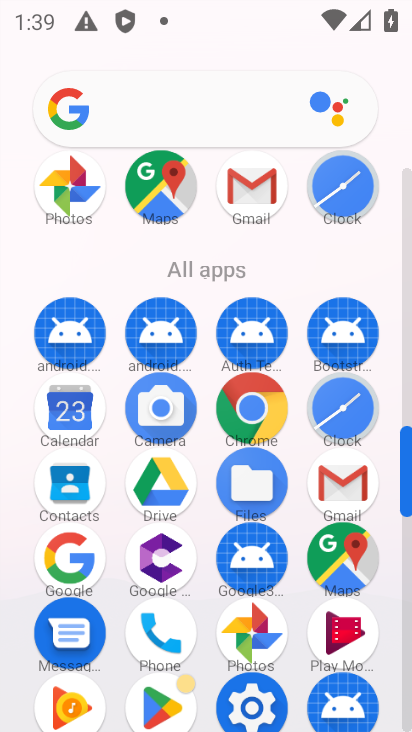 1:39
Photos Maps Gmail Clock
All apps
android.... android.... Auth Te... Bootstr...
23
Calendar Camera Chrome Clock
Contacts Drive Files Gmail
Google Google ... Google3... Maps
Messag... Phone Photos Play Mo...